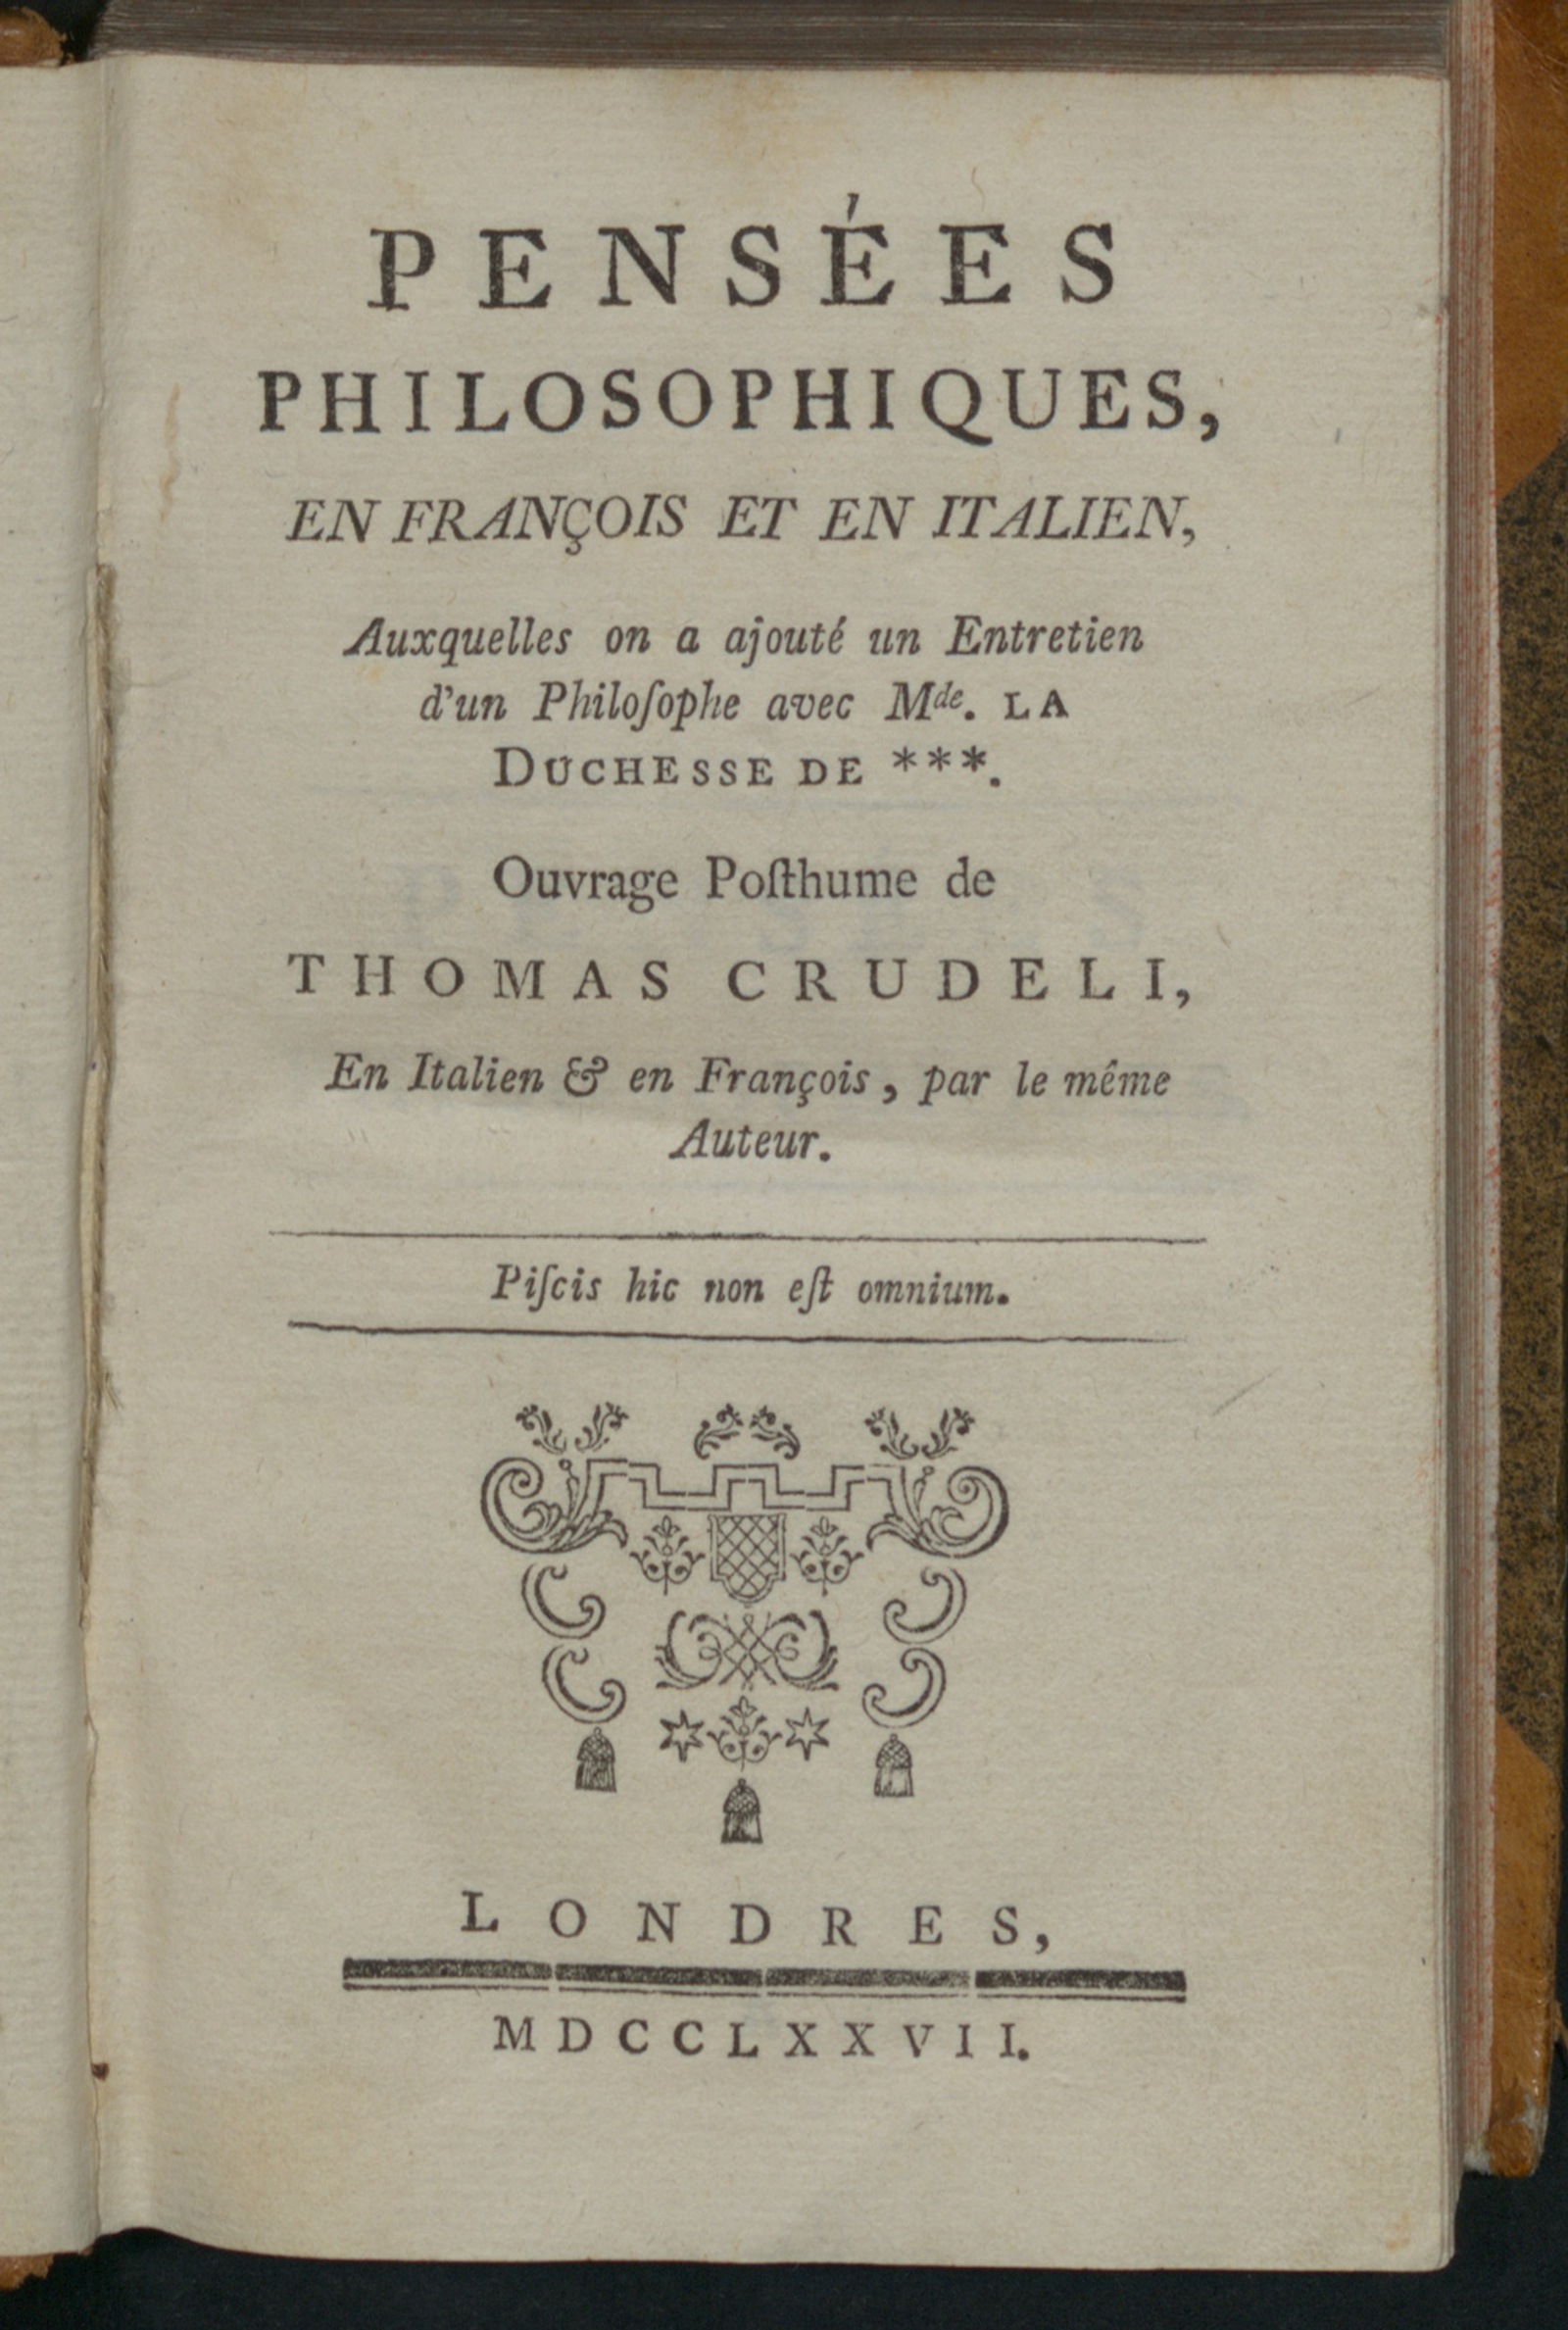 PENSÉES
PHILOSOPHIQUES,
EN FRANÇOIS ET EN ITALIEN,
Auxquelles on a ajouté un Entretien
d'un Philoſophe avec Mde. LA
DUCHESSE DE ***.
Ouvrage Poſthume de
THOMAS CRUDELI,
En Italien & en François, par le même
Auteur.
Piſcis hic non eſt omnium.
LONDRES,
MDCCLXXVII.